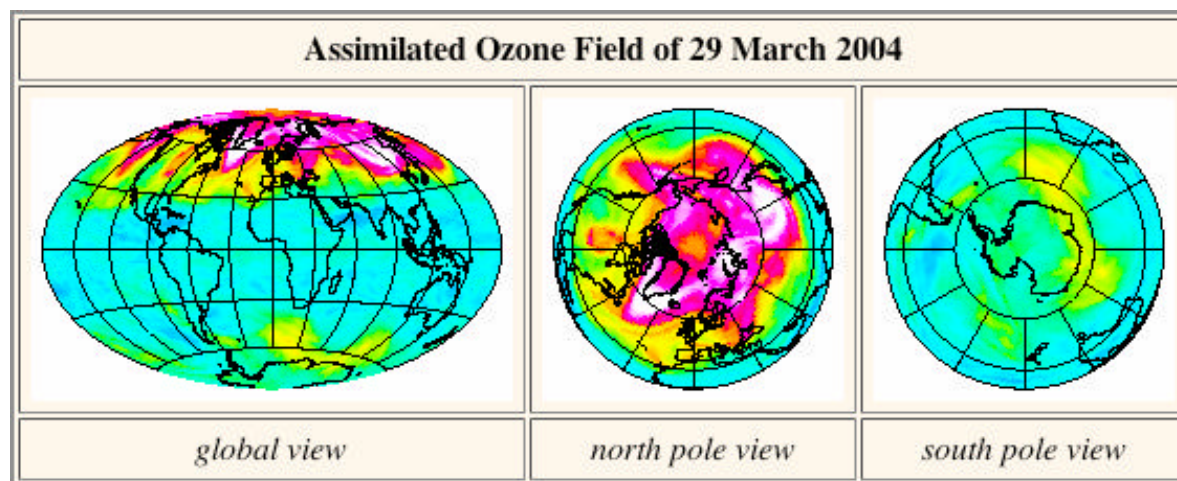 Assimilated Ozone Field of 29 March 2004
global view
north pole view
south pole view